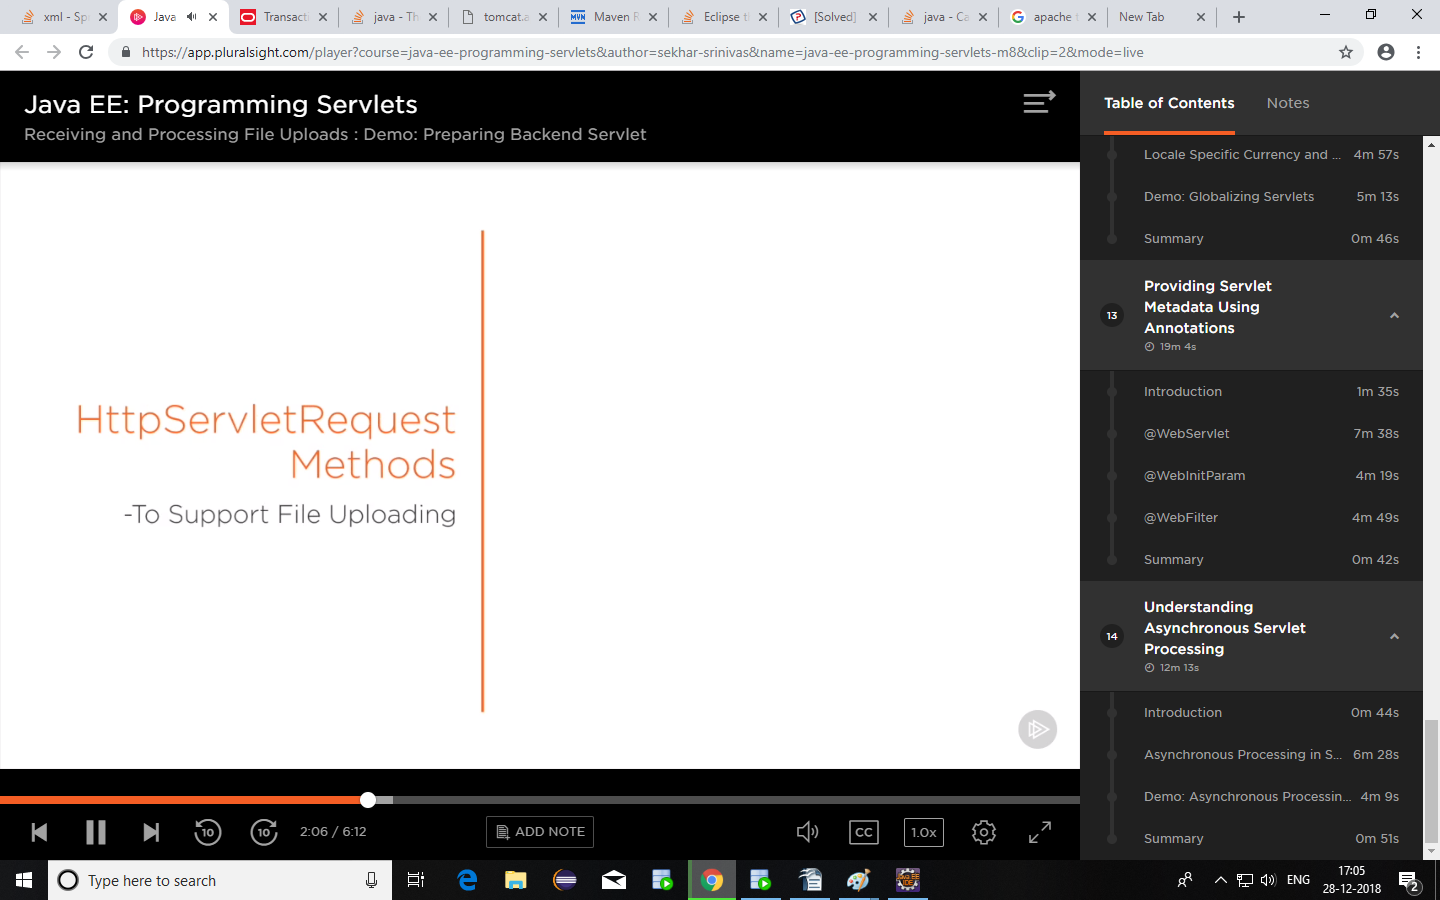 xml - Sp
Java
Transacti
java - Th
tomcat.a
Maven R
Eclipse t
[Solved]
java - Ca
apache t
New Tab
https://app.pluralsight.com/player?course=java-ee-programming-servlets&author=sekhar-srinivas&name=java-ee-programming-servlets-m8&clip=2&mode=live
Java EE: Programming Servlets
Receiving and Processing File Uploads : Demo: Preparing Backend Servlet
HttpServletRequest
Methods
-To Support File Uploading
10
10
2:06 / 6:12
ADD NOTE
CC
1.0x
Table of Contents
Notes
Locale Specific Currency and ... 4m 57s
Demo: Globalizing Servlets 5m 13s
Summary 0m 46s
13
Providing Servlet
Metadata Using
Annotations
19m 4s
Introduction 1m 35s
@WebServlet 7m 38s
@WebInitParam 4m 19s
@WebFilter 4m 49s
Summary 0m 42s
14
Understanding
Asynchronous Servlet
Processing
12m 13s
Introduction 0m 44s
Asynchronous Processing in S... 6m 28s
Demo: Asynchronous Processin... 4m 9s
Summary 0m 51s
Type here to search
ENG
17:05
28-12-2018
2